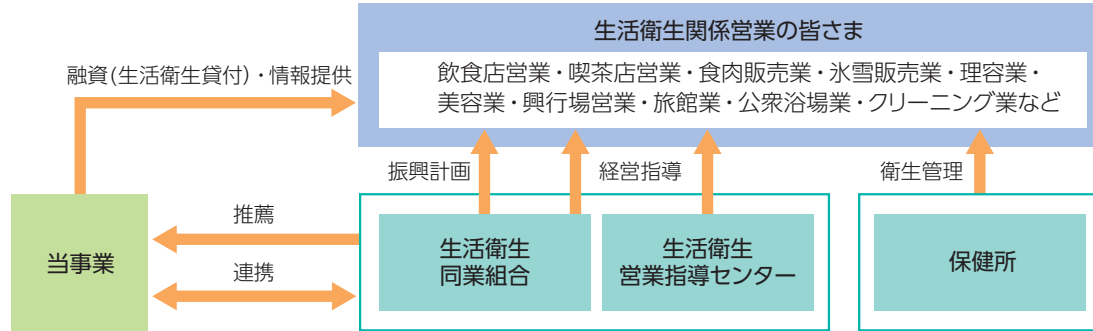 生活衛生関係営業の皆さま
融資(生活衛生貸付)・情報提供
飲食店営業・喫茶店営業・食肉販売業・氷雪販売業・理容業・
美容業・興行場営業・旅館業・公衆浴場業・クリーニング業など
振興計画
経営指導
衛生管理
推薦
当事業
連携
生活衛生
同業組合
生活衛生
営業指導センター
保健所